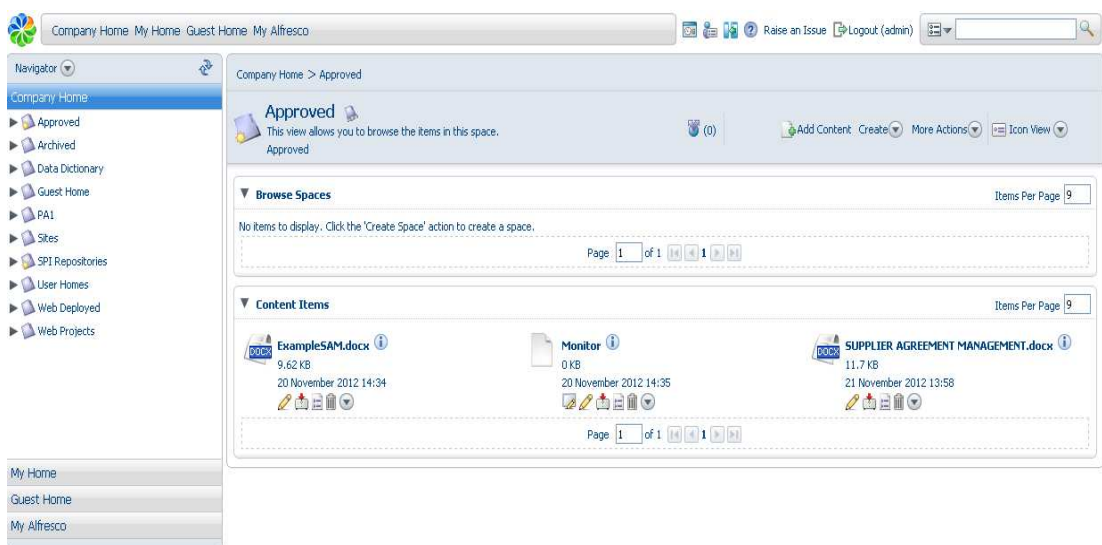 Company Home My Home Guest Home My Alfresco
Raise an Issue Logout (admin)
Navigator
Company Home
Approved
Archived
Data Dictionary
Guest Home
PA1
Sites
SPI Repositories
User Homes
Web Deployed
Web Projects
My Home
Guest Home
My Alfresco
Company Home > Approved
Approved
This view allows you to browse the items in this space.
Approved
(0)
Add Content Create More Actions Icon View
Browse Spaces Items Per Page 9
No items to display. Click the 'Create Space' action to create a space.
Page 1 of 1 1
Content Items Items Per Page 9
DOCX ExampleSAM.docx
9.62 KB
20 November 2012 14:34
Monitor
0 KB
20 November 2012 14:35
DOCX SUPPLIER AGREEMENT MANAGEMENT.docx
11.7 KB
21 November 2012 13:58
Page 1 of 1 1